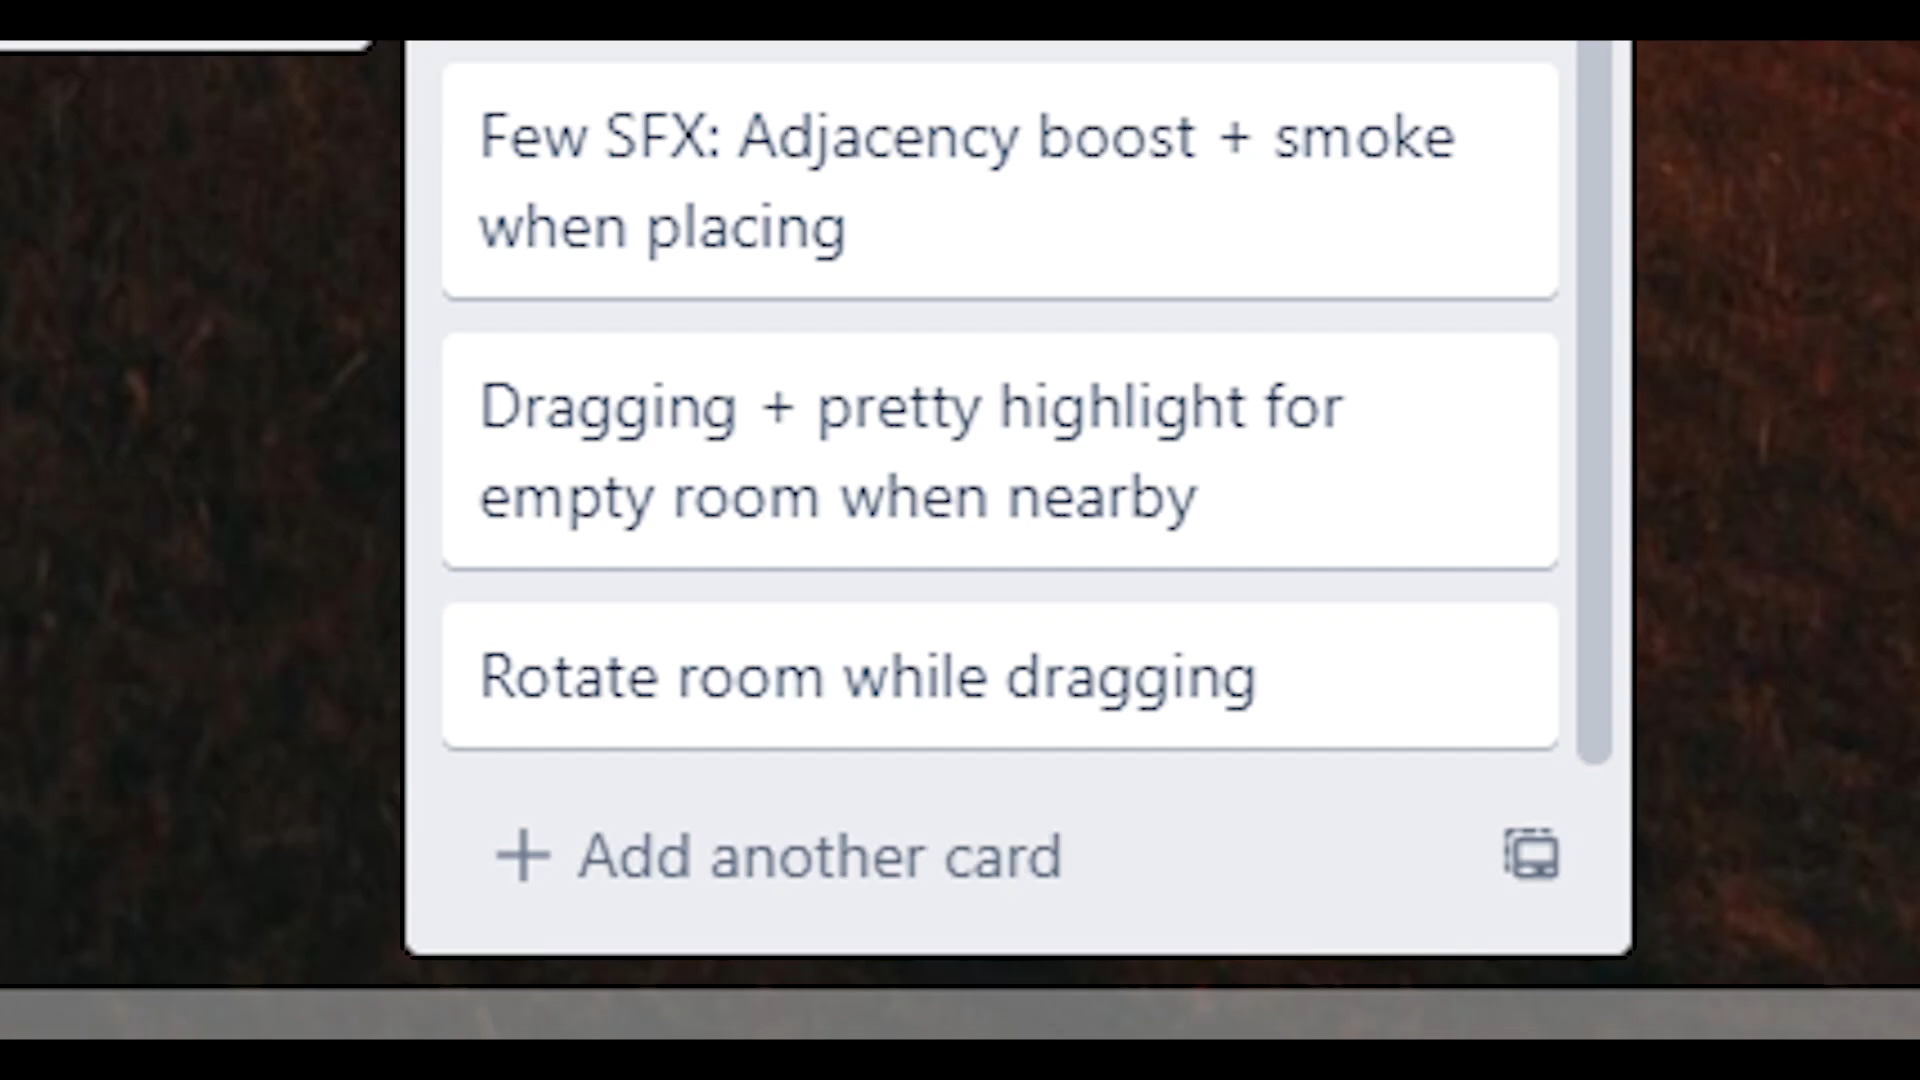 Few SFX: Adjacency boost + smoke
when placing
Dragging + pretty highlight for
empty room when nearby
Rotate room while dragging
+ Add another card